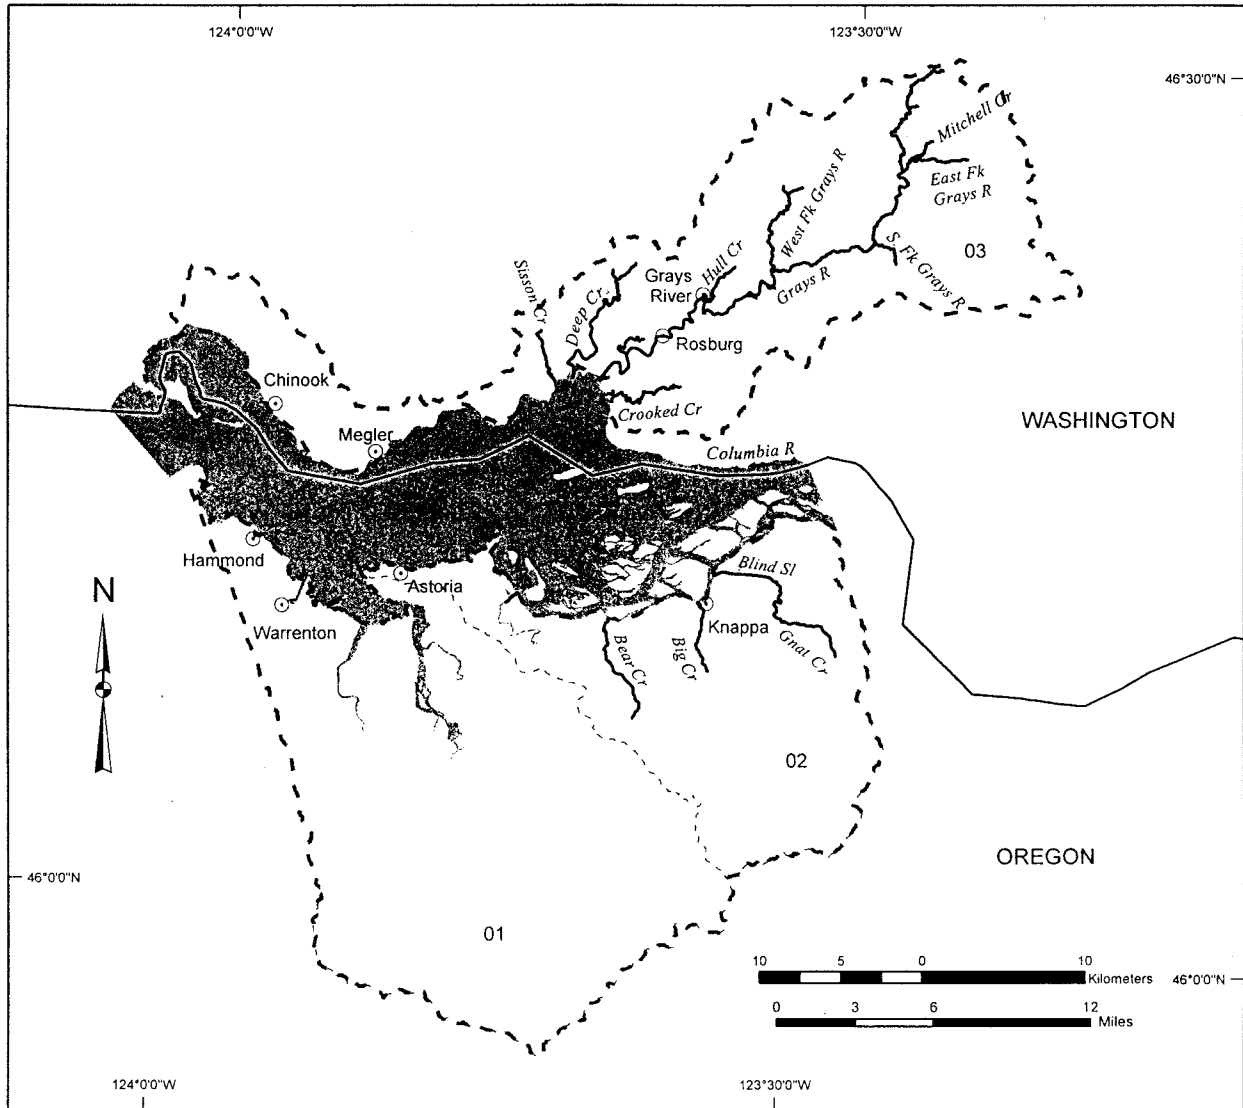 124°0'0"W
123°30'0"W
46°30'0"N
Mitchell Cr
East Fk
Grays R
West Fk Grays R
S. Fk Grays R
03
Sisson Cr
Deep Cr.
Grays
River
Hull Cr
Grays R
Rosburg
Chinook
Crooked Cr
WASHINGTON
Megler
Columbia R
Hammond
Blind Sl
N
Astoria
Warrenton
Knappa
Bear Cr
Big Cr
Gnat Cr
02
OREGON
46°0'0"N
01
10 5 0 10
Kilometers
46°0'0"N
0 3 6 12
Miles
124°0'0"W
123°30'0"W